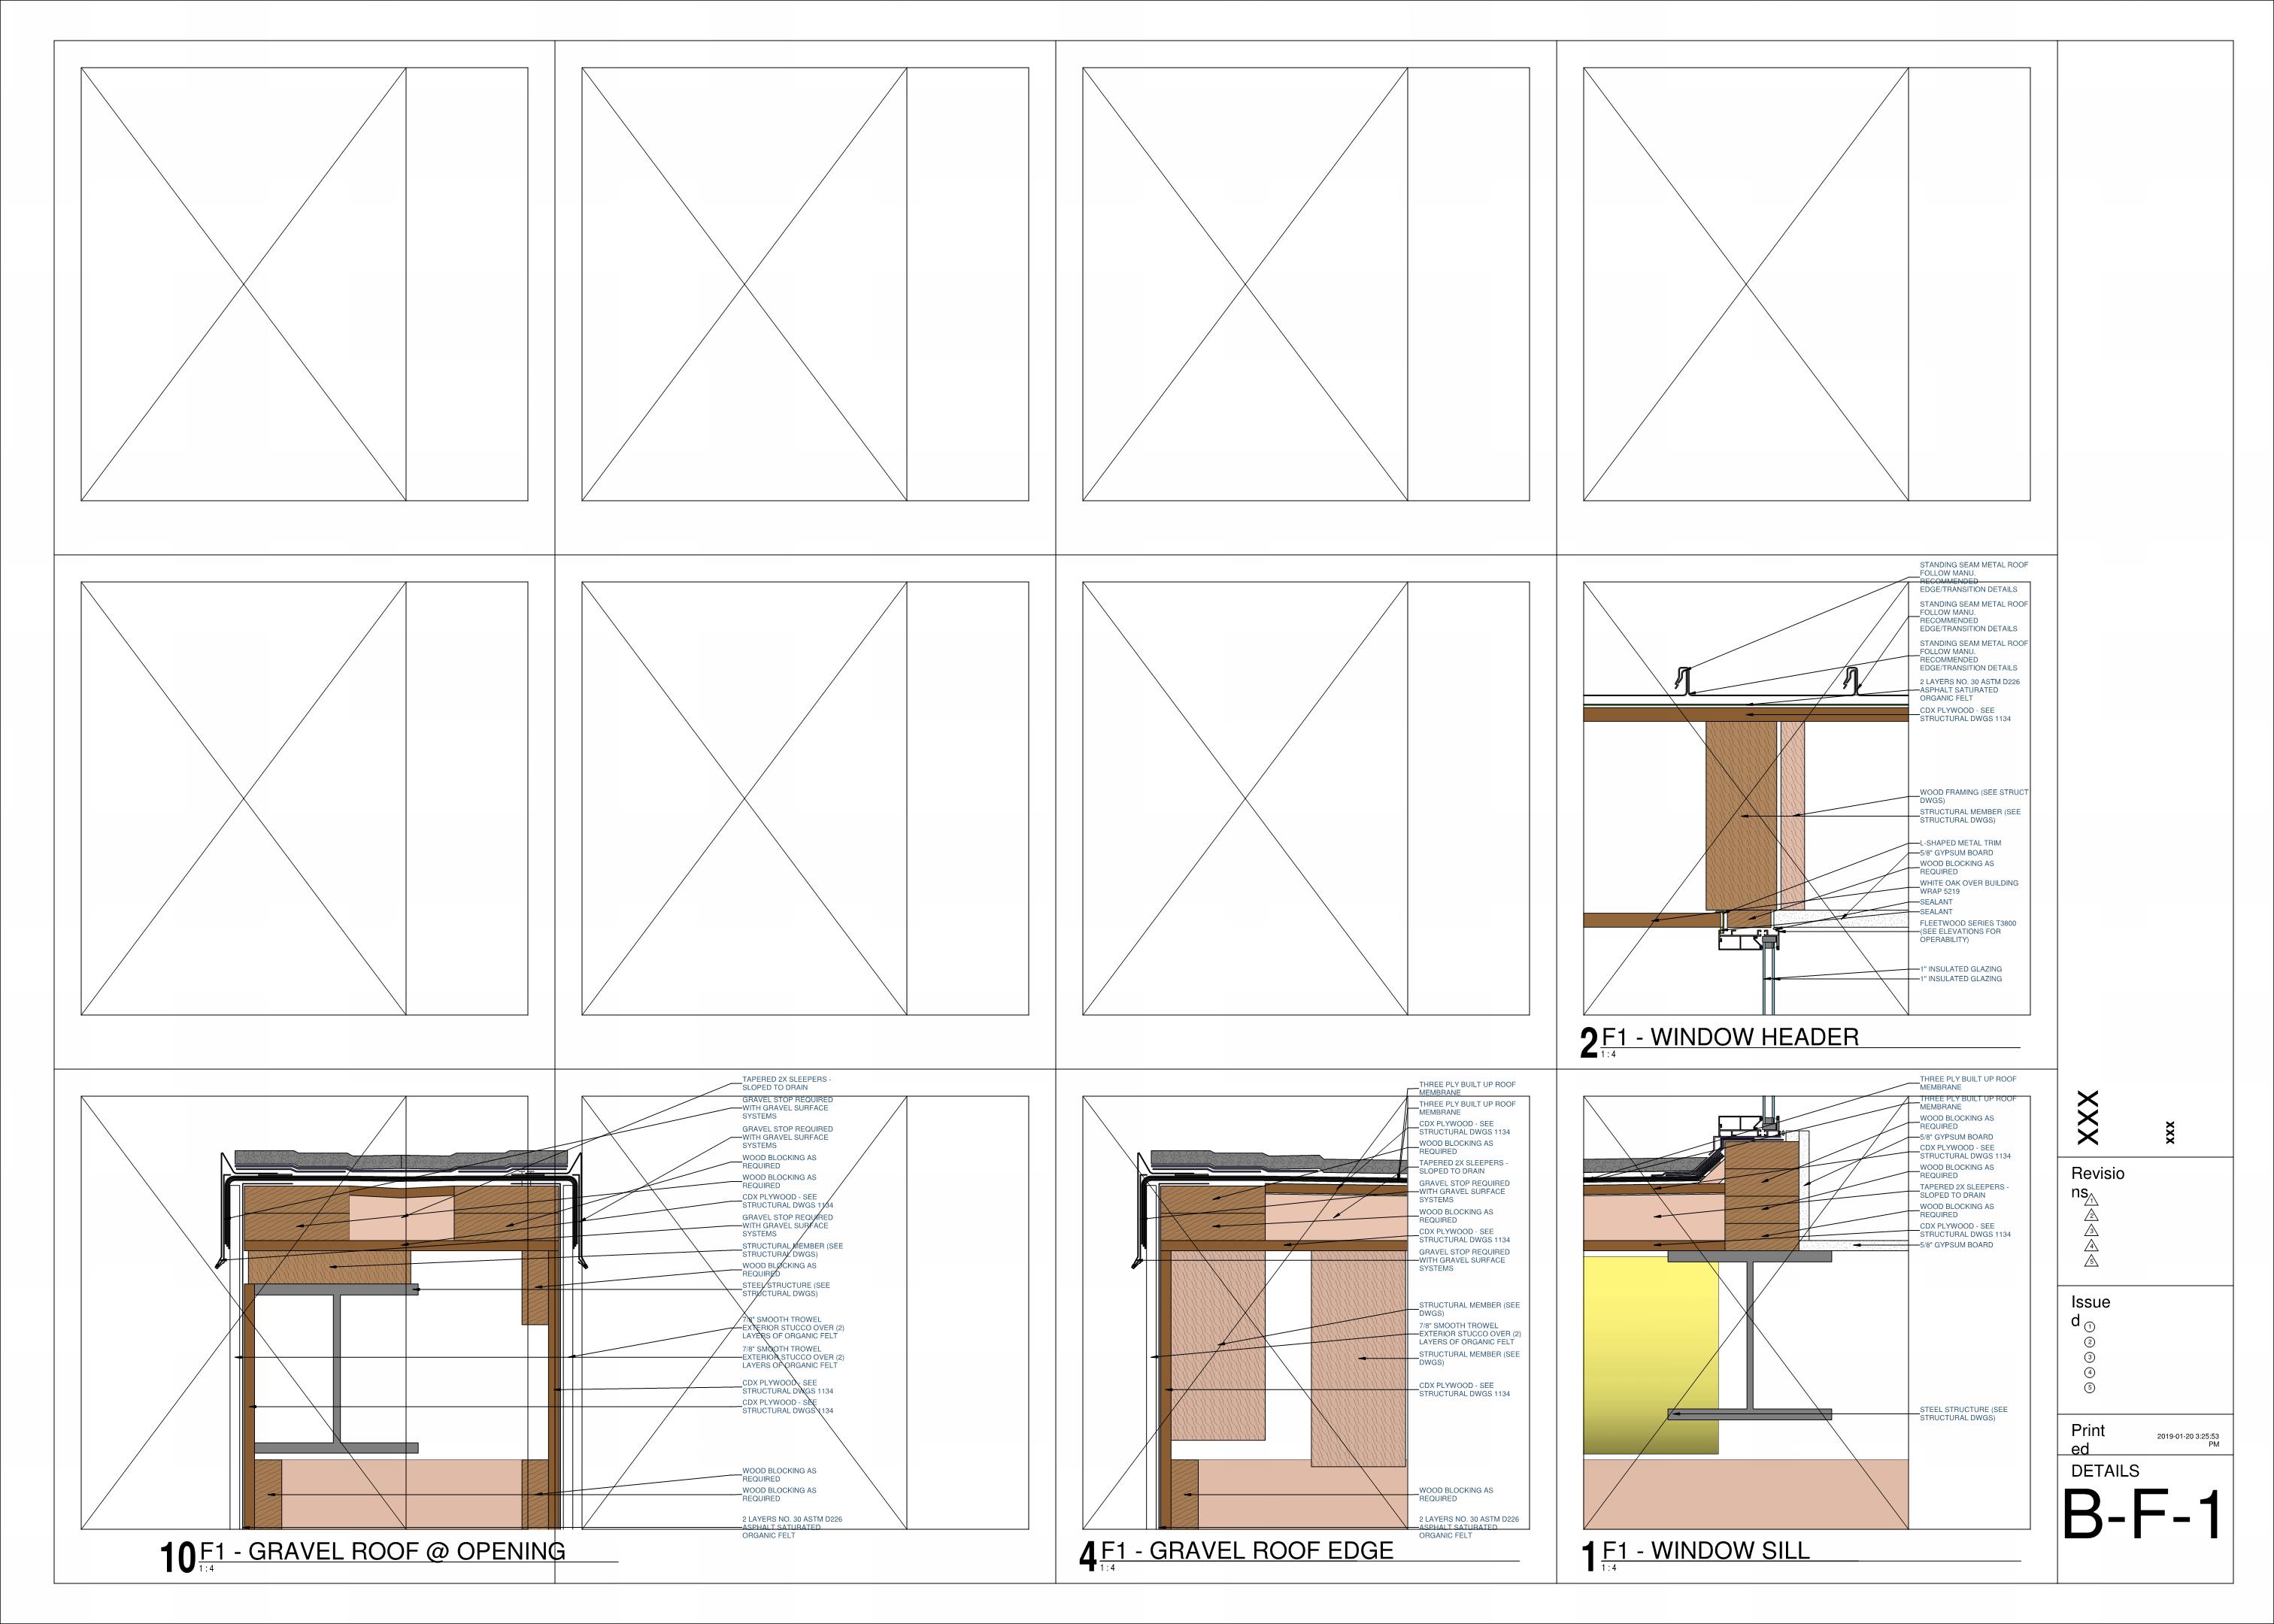 STANDING SEAM METAL ROOF
FOLLOW MANU.
RECOMMENDED
EDGE/TRANSITION DETAILS
STANDING SEAM METAL ROOF
FOLLOW MANU.
RECOMMENDED
EDGE/TRANSITION DETAILS
STANDING SEAM METAL ROOF
FOLLOW MANU.
RECOMMENDED
EDGE/TRANSITION DETAILS
2 LAYERS NO. 30 ASTM D226
ASPHALT SATURATED
ORGANIC FELT
CDX PLYWOOD - SEE
STRUCTURAL DWGS 1134
WOOD FRAMING (SEE STRUCT
DWGS)
STRUCTURAL MEMBER (SEE
STRUCTURAL DWGS)
L-SHAPED METAL TRIM
5/8" GYPSUM BOARD
WOOD BLOCKING AS
REQUIRED
WHITE OAK OVER BUILDING
WRAP 5219
SEALANT
SEALANT
FLEETWOOD SERIES T3800
(SEE ELEVATIONS FOR
OPERABILITY)
1" INSULATED GLAZING
1" INSULATED GLAZING
2 F1 - WINDOW HEADER
1 : 4
TAPERED 2X SLEEPERS -
SLOPED TO DRAIN
GRAVEL STOP REQUIRED
WITH GRAVEL SURFACE
SYSTEMS
GRAVEL STOP REQUIRED
WITH GRAVEL SURFACE
SYSTEMS
WOOD BLOCKING AS
REQUIRED
WOOD BLOCKING AS
REQUIRED
CDX PLYWOOD - SEE
STRUCTURAL DWGS 1134
GRAVEL STOP REQUIRED
WITH GRAVEL SURFACE
SYSTEMS
STRUCTURAL MEMBER (SEE
STRUCTURAL DWGS)
WOOD BLOCKING AS
REQUIRED
STEEL STRUCTURE (SEE
STRUCTURAL DWGS)
7/8" SMOOTH TROWEL
EXTERIOR STUCCO OVER (2)
LAYERS OF ORGANIC FELT
7/8" SMOOTH TROWEL
EXTERIOR STUCCO OVER (2)
LAYERS OF ORGANIC FELT
CDX PLYWOOD - SEE
STRUCTURAL DWGS 1134
CDX PLYWOOD - SEE
STRUCTURAL DWGS 1134
WOOD BLOCKING AS
REQUIRED
WOOD BLOCKING AS
REQUIRED
2 LAYERS NO. 30 ASTM D226
ASPHALT SATURATED
ORGANIC FELT
10 F1 - GRAVEL ROOF @ OPENING
1 : 4
THREE PLY BUILT UP ROOF
MEMBRANE
THREE PLY BUILT UP ROOF
MEMBRANE
CDX PLYWOOD - SEE
STRUCTURAL DWGS 1134
WOOD BLOCKING AS
REQUIRED
TAPERED 2X SLEEPERS -
SLOPED TO DRAIN
GRAVEL STOP REQUIRED
WITH GRAVEL SURFACE
SYSTEMS
WOOD BLOCKING AS
REQUIRED
CDX PLYWOOD - SEE
STRUCTURAL DWGS 1134
GRAVEL STOP REQUIRED
WITH GRAVEL SURFACE
SYSTEMS
STRUCTURAL MEMBER (SEE
DWGS)
7/8" SMOOTH TROWEL
EXTERIOR STUCCO OVER (2)
LAYERS OF ORGANIC FELT
STRUCTURAL MEMBER (SEE
DWGS)
CDX PLYWOOD - SEE
STRUCTURAL DWGS 1134
WOOD BLOCKING AS
REQUIRED
2 LAYERS NO. 30 ASTM D226
ASPHALT SATURATED
ORGANIC FELT
4 F1 - GRAVEL ROOF EDGE
1 : 4
THREE PLY BUILT UP ROOF
MEMBRANE
THREE PLY BUILT UP ROOF
MEMBRANE
WOOD BLOCKING AS
REQUIRED
5/8" GYPSUM BOARD
CDX PLYWOOD - SEE
STRUCTURAL DWGS 1134
WOOD BLOCKING AS
REQUIRED
TAPERED 2X SLEEPERS -
SLOPED TO DRAIN
WOOD BLOCKING AS
REQUIRED
CDX PLYWOOD - SEE
STRUCTURAL DWGS 1134
5/8" GYPSUM BOARD
STEEL STRUCTURE (SEE
STRUCTURAL DWGS)
1 F1 - WINDOW SILL
1 : 4
XXX
XXX
Revisio
ns
1
2
3
4
5
Issue
d
1
2
3
4
5
Print
ed
2019-01-20 3:25:53
PM
DETAILS
B-F-1